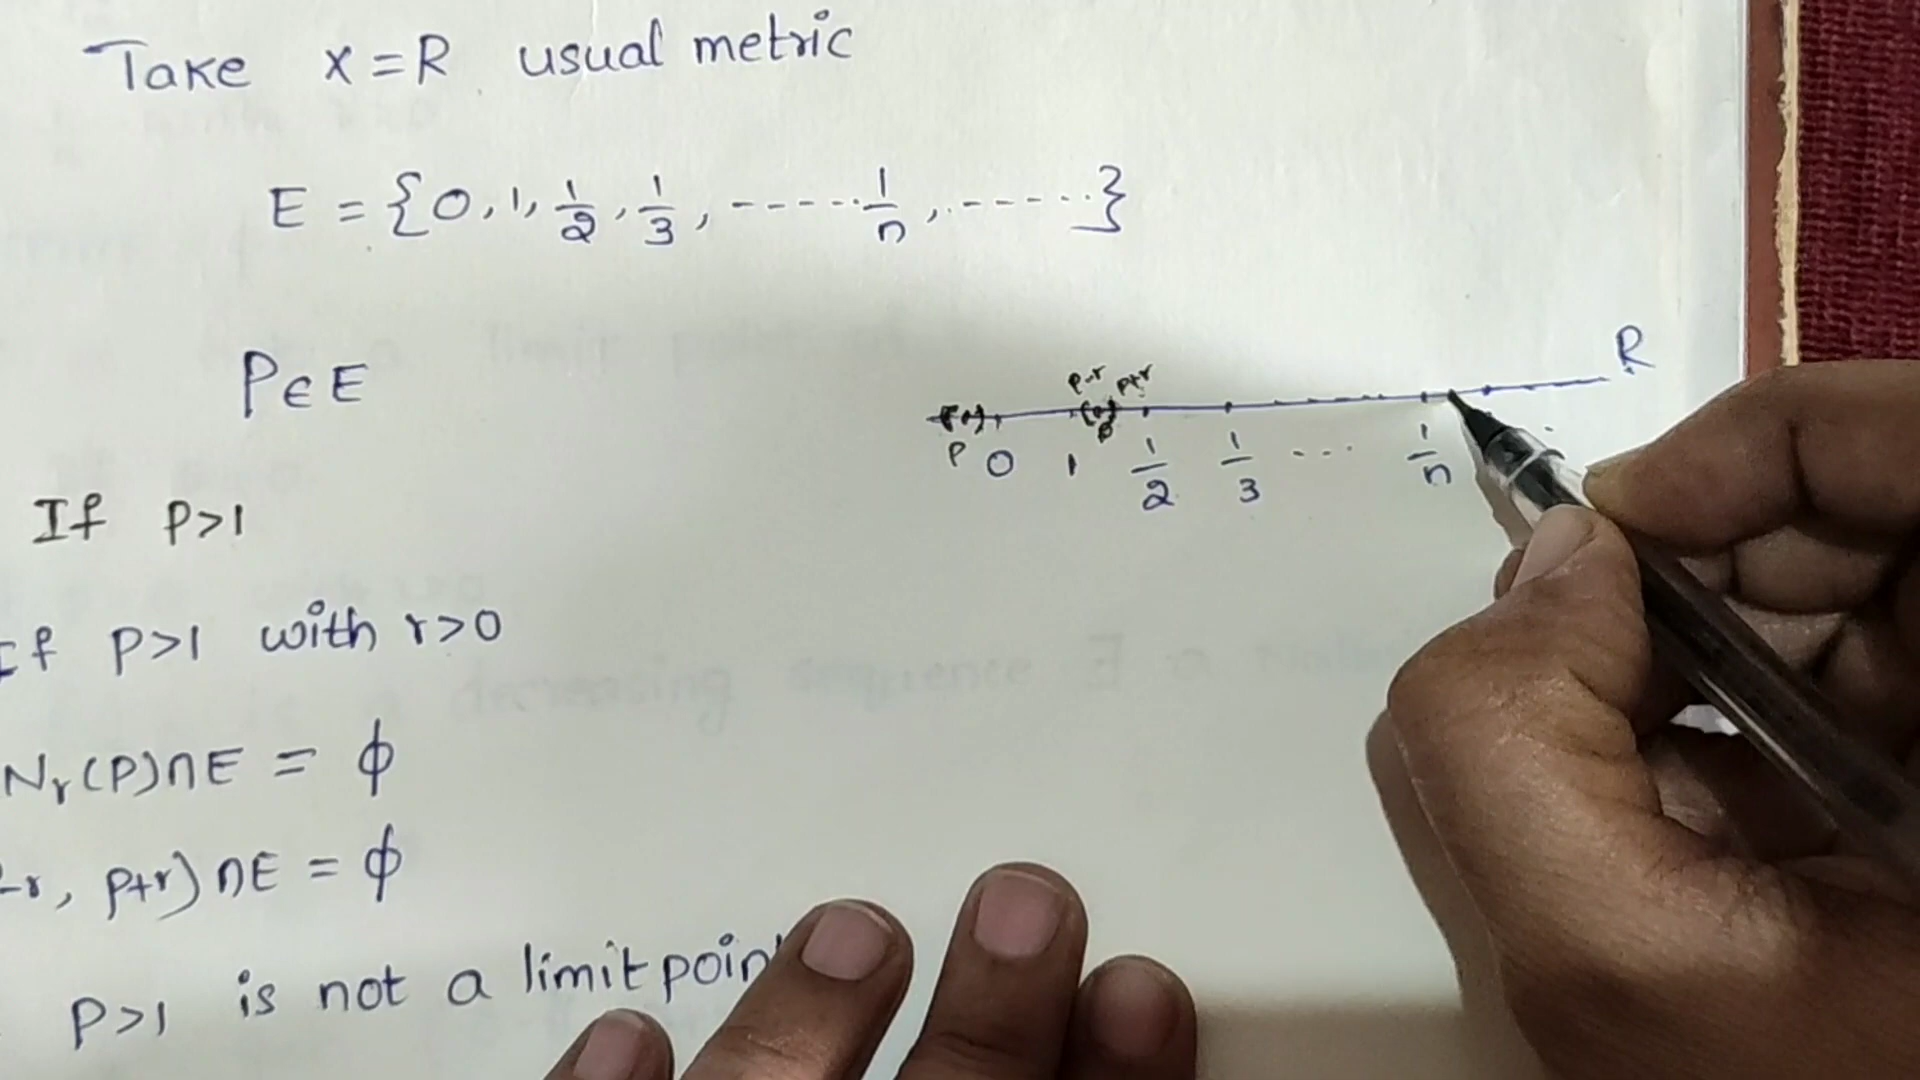 Take X = R usual metric
E = {0, 1, 1/2, 1/3, ------ 1/n, ------}
P ∈ E
R
p-r p+r
P 0 1 1/2 1/3 ... 1/n
If P>1
If P>1 with r>0
Nr(P)∩E = ϕ
-r, p+r)∩E = ϕ
P>1 is not a limit poin